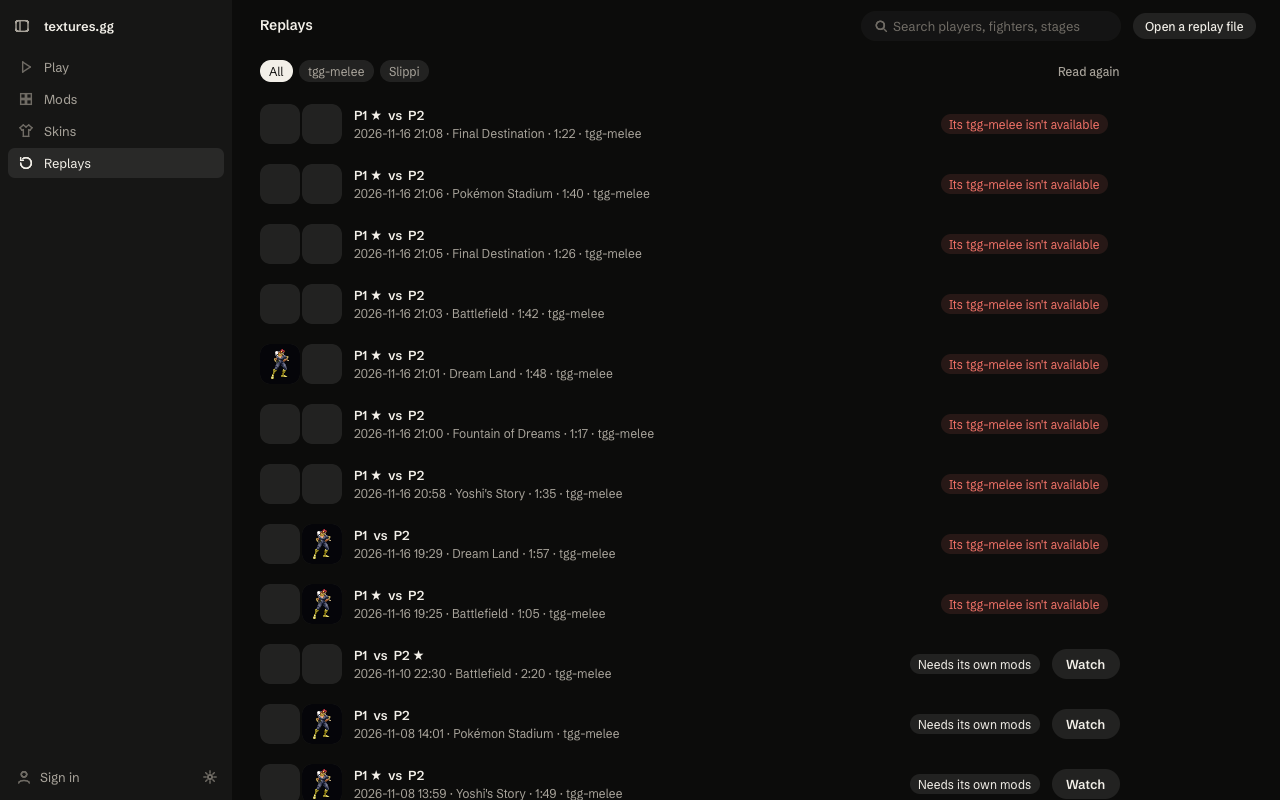 textures.gg
Play
Mods
Skins
Replays
Sign in
Replays
Search players, fighters, stages
Open a replay file
All
tgg-melee
Slippi
Read again
P1 ★ vs P2
2026-11-16 21:08 · Final Destination · 1:22 · tgg-melee
Its tgg-melee isn't available
P1 ★ vs P2
2026-11-16 21:06 · Pokémon Stadium · 1:40 · tgg-melee
Its tgg-melee isn't available
P1 ★ vs P2
2026-11-16 21:05 · Final Destination · 1:26 · tgg-melee
Its tgg-melee isn't available
P1 ★ vs P2
2026-11-16 21:03 · Battlefield · 1:42 · tgg-melee
Its tgg-melee isn't available
P1 ★ vs P2
2026-11-16 21:01 · Dream Land · 1:48 · tgg-melee
Its tgg-melee isn't available
P1 ★ vs P2
2026-11-16 21:00 · Fountain of Dreams · 1:17 · tgg-melee
Its tgg-melee isn't available
P1 ★ vs P2
2026-11-16 20:58 · Yoshi's Story · 1:35 · tgg-melee
Its tgg-melee isn't available
P1 vs P2
2026-11-16 19:29 · Dream Land · 1:57 · tgg-melee
Its tgg-melee isn't available
P1 ★ vs P2
2026-11-16 19:25 · Battlefield · 1:05 · tgg-melee
Its tgg-melee isn't available
P1 vs P2 ★
2026-11-10 22:30 · Battlefield · 2:20 · tgg-melee
Needs its own mods
Watch
P1 vs P2
2026-11-08 14:01 · Pokémon Stadium · tgg-melee
Needs its own mods
Watch
P1 ★ vs P2
2026-11-08 13:59 · Yoshi's Story · 1:49 · tgg-melee
Needs its own mods
Watch